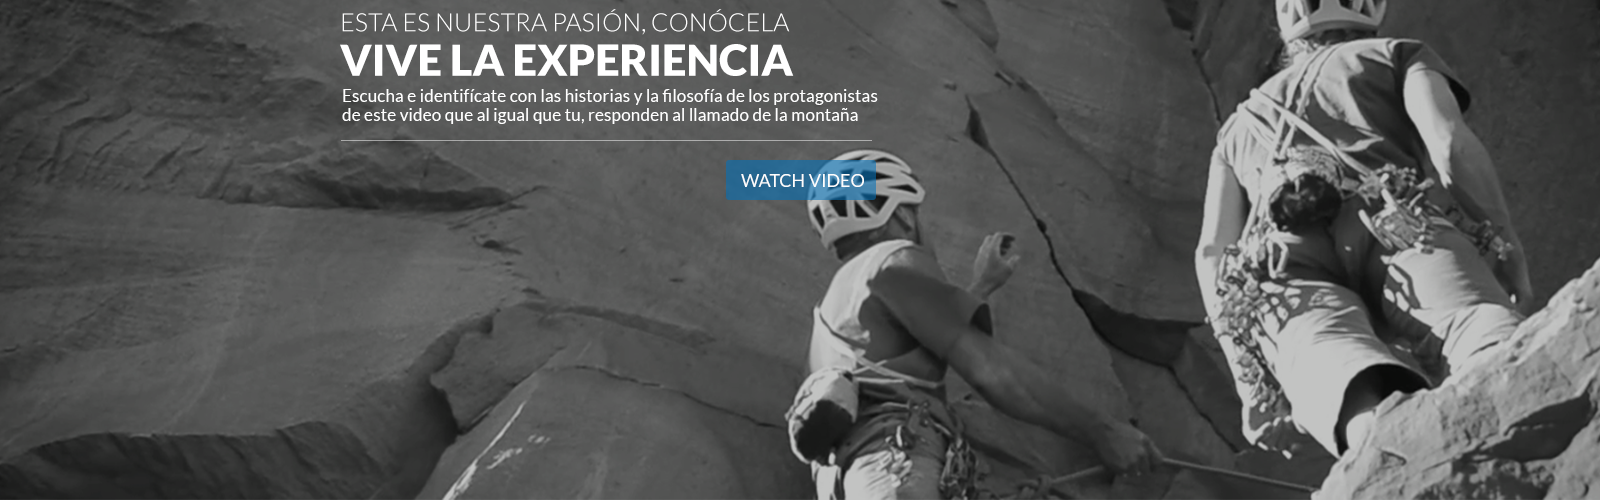 ESTA ES NUESTRA PASIÓN, CONÓCELA
VIVE LA EXPERIENCIA
Escucha e identifícate con las historias y la filosofía de los protagonistas
de este video que al igual que tu, responden al llamado de la montaña
WATCH VIDEO